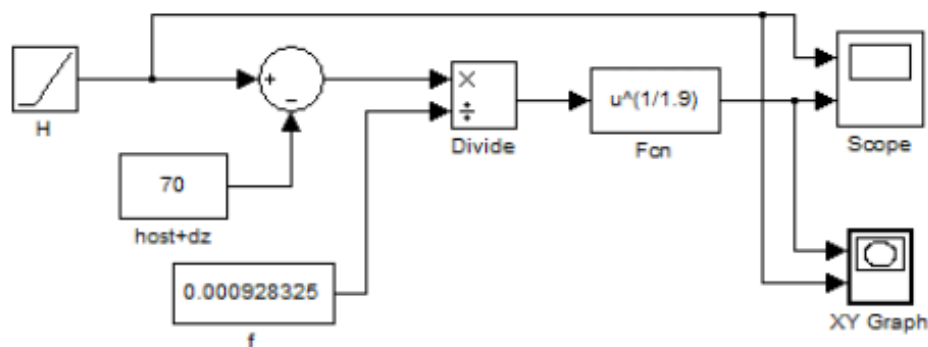 H
+
−
70
host+dz
0.000928325
f
×
÷
Divide
u^(1/1.9)
Fcn
Scope
XY Graph